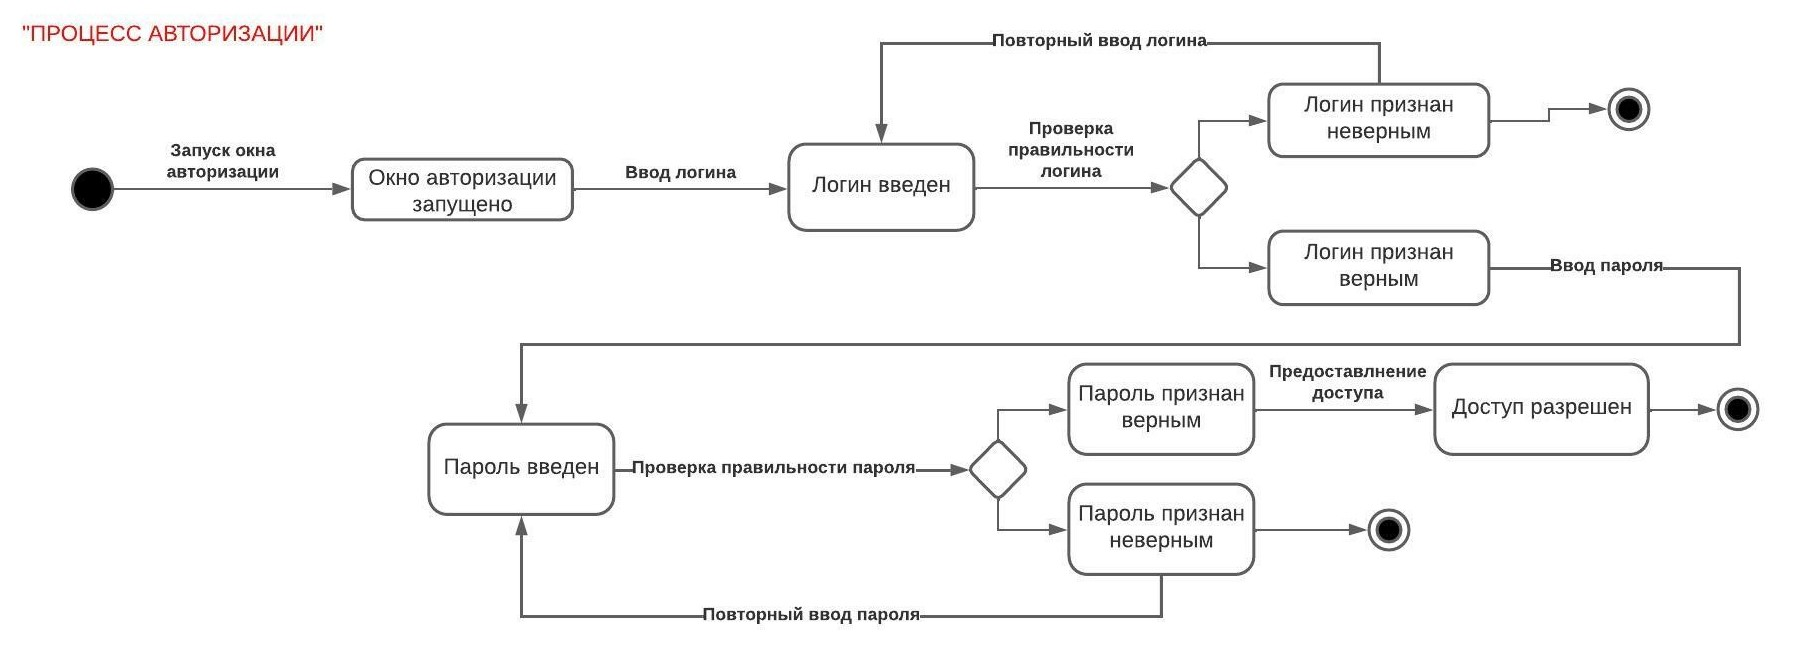 "ПРОЦЕСС АВТОРИЗАЦИИ"
Повторный ввод логина
Запуск окна
авторизации
Окно авторизации
запущено
Ввод логина
Логин введен
Проверка
правильности
логина
Логин признан
неверным
Логин признан
верным
Ввод пароля
Пароль введен
Проверка правильности пароля
Пароль признан
верным
Предоставлнение
доступа
Доступ разрешен
Пароль признан
неверным
Повторный ввод пароля